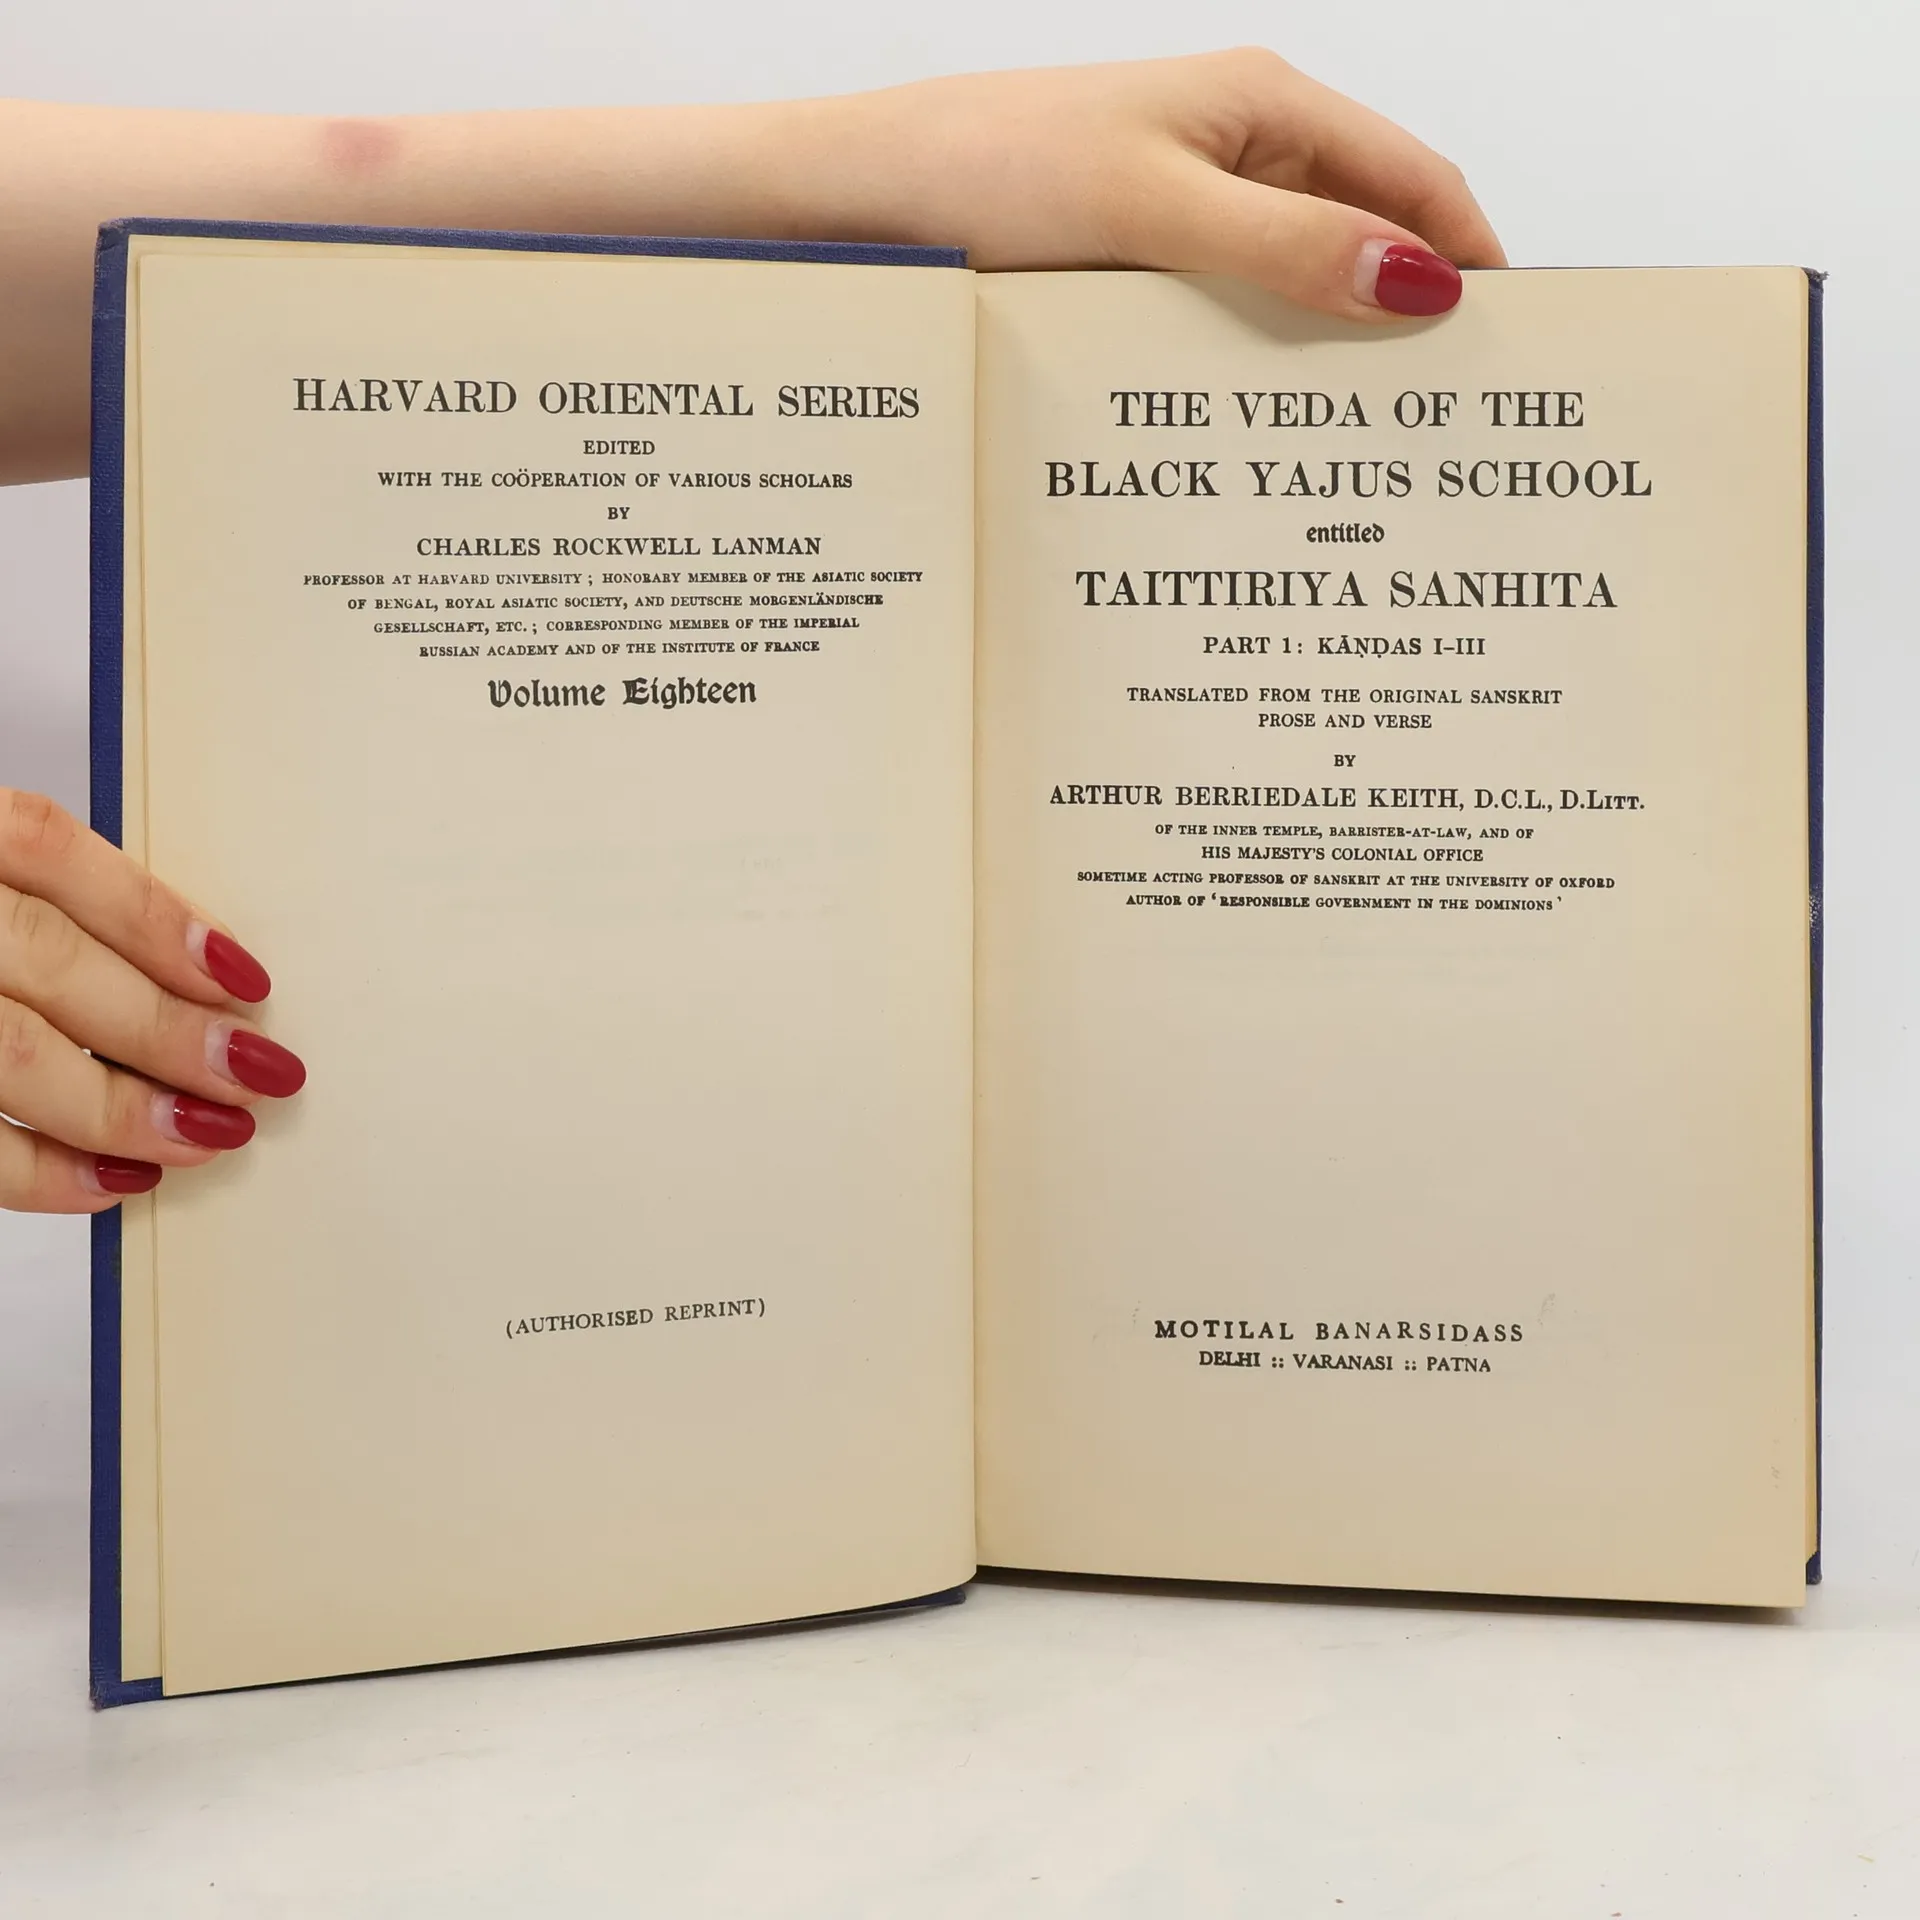 HARVARD ORIENTAL SERIES
EDITED
WITH THE COÖPERATION OF VARIOUS SCHOLARS
BY
CHARLES ROCKWELL LANMAN
PROFESSOR AT HARVARD UNIVERSITY; HONORARY MEMBER OF THE ASIATIC SOCIETY
OF BENGAL, ROYAL ASIATIC SOCIETY, AND DEUTSCHE MORGENLÄNDISCHE
GESELLSCHAFT, ETC.; CORRESPONDING MEMBER OF THE IMPERIAL
RUSSIAN ACADEMY AND OF THE INSTITUTE OF FRANCE
Volume Eighteen
(AUTHORISED REPRINT)
THE VEDA OF THE
BLACK YAJUS SCHOOL
entitled
TAITTIRIYA SANHITA
PART 1: KĀṆḌAS I–III
TRANSLATED FROM THE ORIGINAL SANSKRIT
PROSE AND VERSE
BY
ARTHUR BERRIEDALE KEITH, D.C.L., D.LITT.
OF THE INNER TEMPLE, BARRISTER-AT-LAW, AND OF
HIS MAJESTY'S COLONIAL OFFICE
SOMETIME ACTING PROFESSOR OF SANSKRIT AT THE UNIVERSITY OF OXFORD
AUTHOR OF 'RESPONSIBLE GOVERNMENT IN THE DOMINIONS'
MOTILAL BANARSIDASS
DELHI :: VARANASI :: PATNA